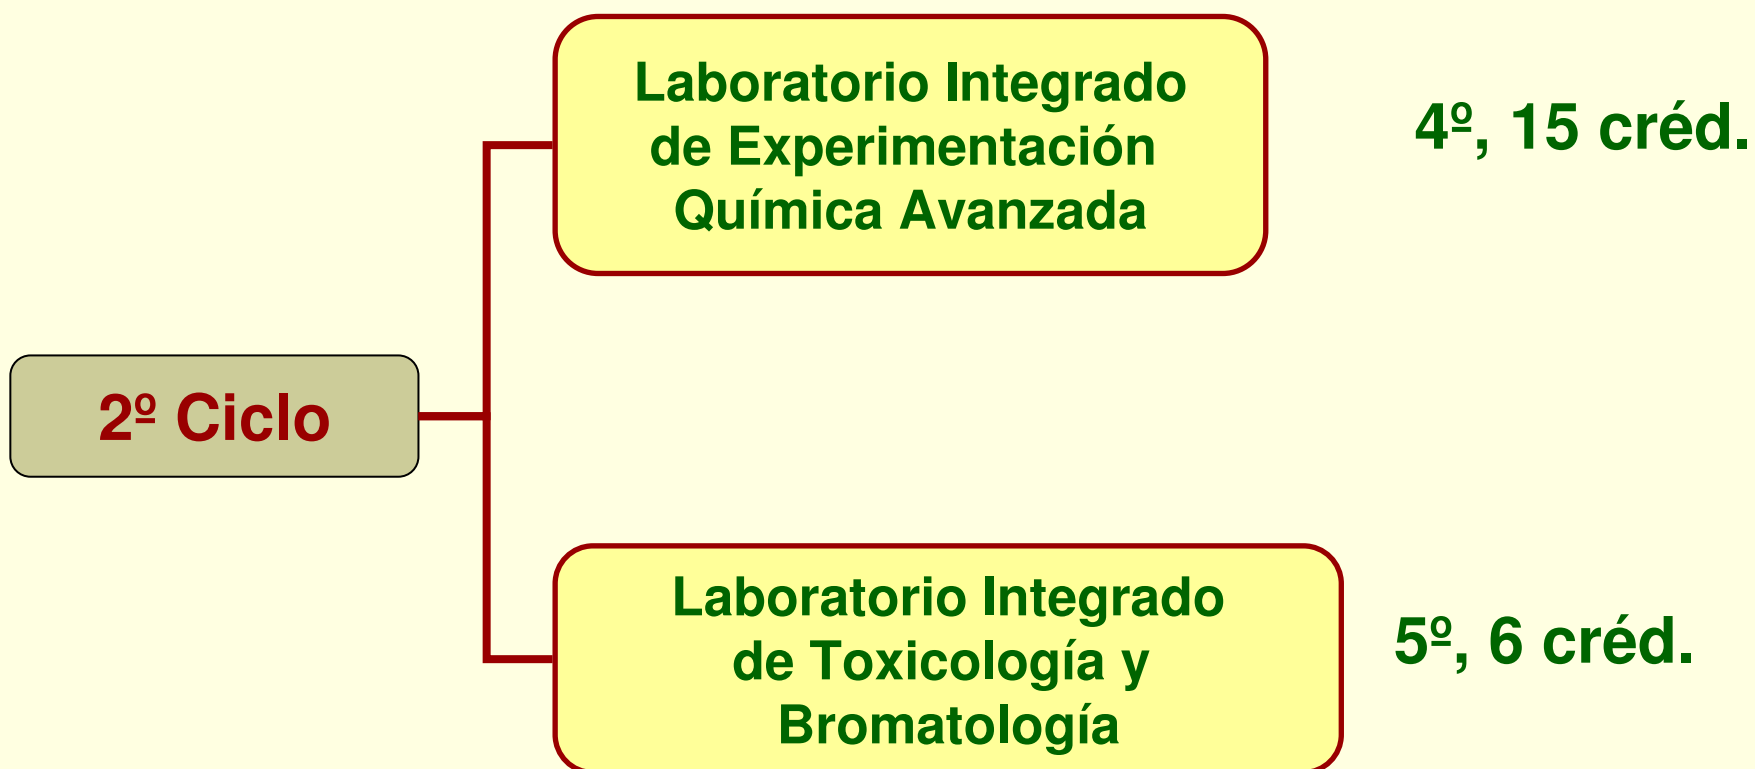 Laboratorio Integrado
de Experimentación
Química Avanzada
4º, 15 créd.
2º Ciclo
Laboratorio Integrado
de Toxicología y
Bromatología
5º, 6 créd.